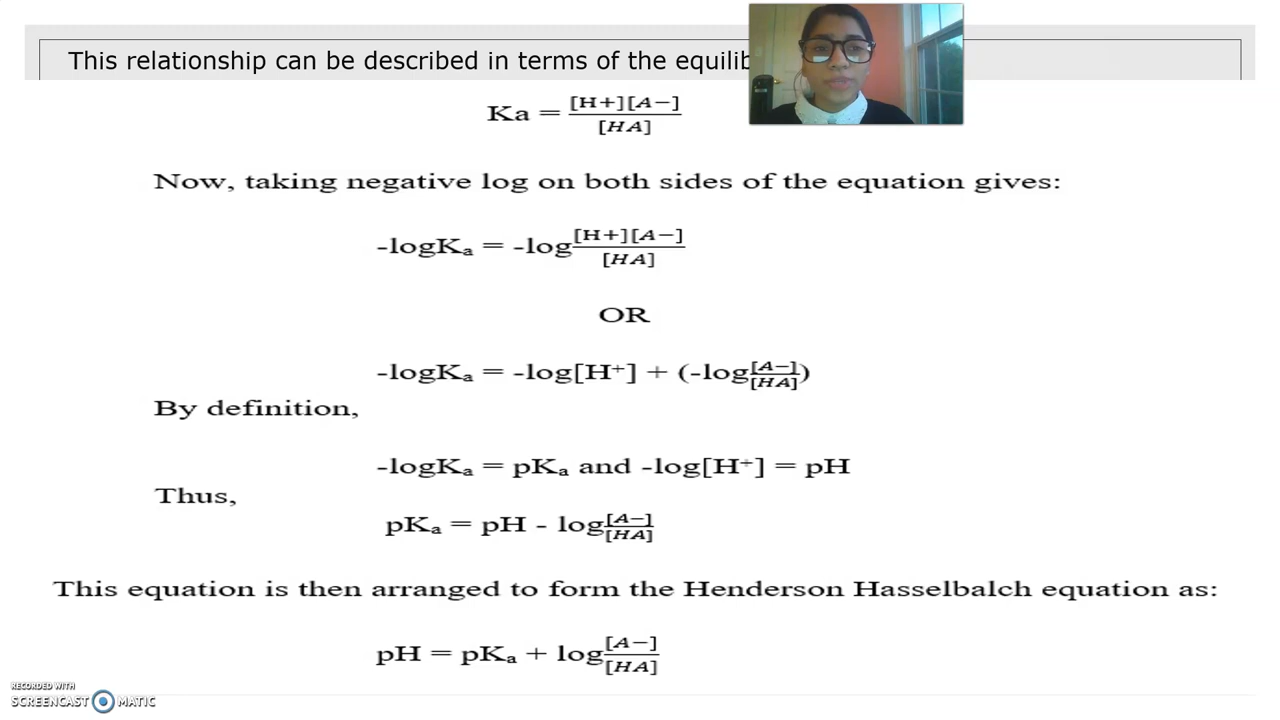 This relationship can be described in terms of the equilib
Ka = [H+][A−]/[HA]
Now, taking negative log on both sides of the equation gives:
-logKₐ = -log [H+][A−]/[HA]
OR
-logKₐ = -log[H⁺] + (-log [A−]/[HA])
By definition,
-logKₐ = pKₐ and -log[H⁺] = pH
Thus,
pKₐ = pH - log [A−]/[HA]
This equation is then arranged to form the Henderson Hasselbalch equation as:
pH = pKₐ + log [A−]/[HA]
RECORDED WITH
SCREENCAST MATIC